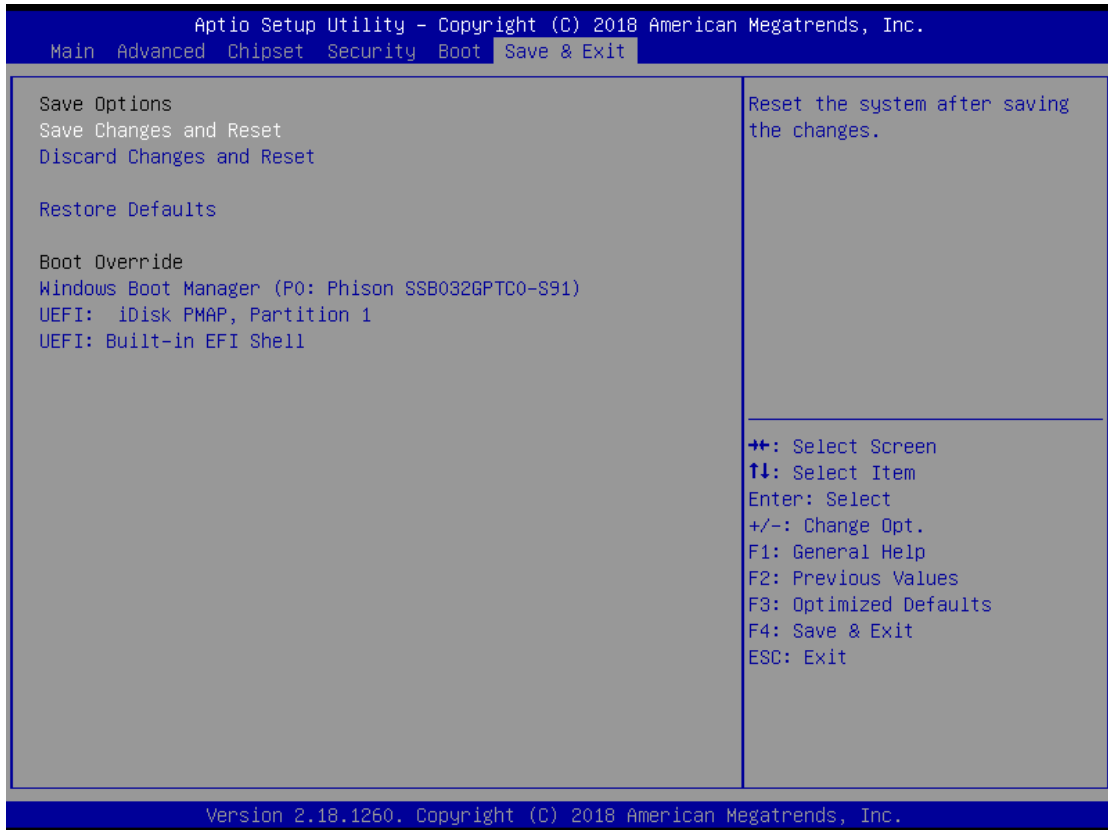 Aptio Setup Utility – Copyright (C) 2018 American Megatrends, Inc.
Main Advanced Chipset Security Boot Save & Exit
Save Options
Save Changes and Reset
Discard Changes and Reset
Restore Defaults
Boot Override
Windows Boot Manager (P0: Phison SSB032GPTC0-S91)
UEFI: iDisk PMAP, Partition 1
UEFI: Built-in EFI Shell
Reset the system after saving
the changes.
→←: Select Screen
↑↓: Select Item
Enter: Select
+/-: Change Opt.
F1: General Help
F2: Previous Values
F3: Optimized Defaults
F4: Save & Exit
ESC: Exit
Version 2.18.1260. Copyright (C) 2018 American Megatrends, Inc.